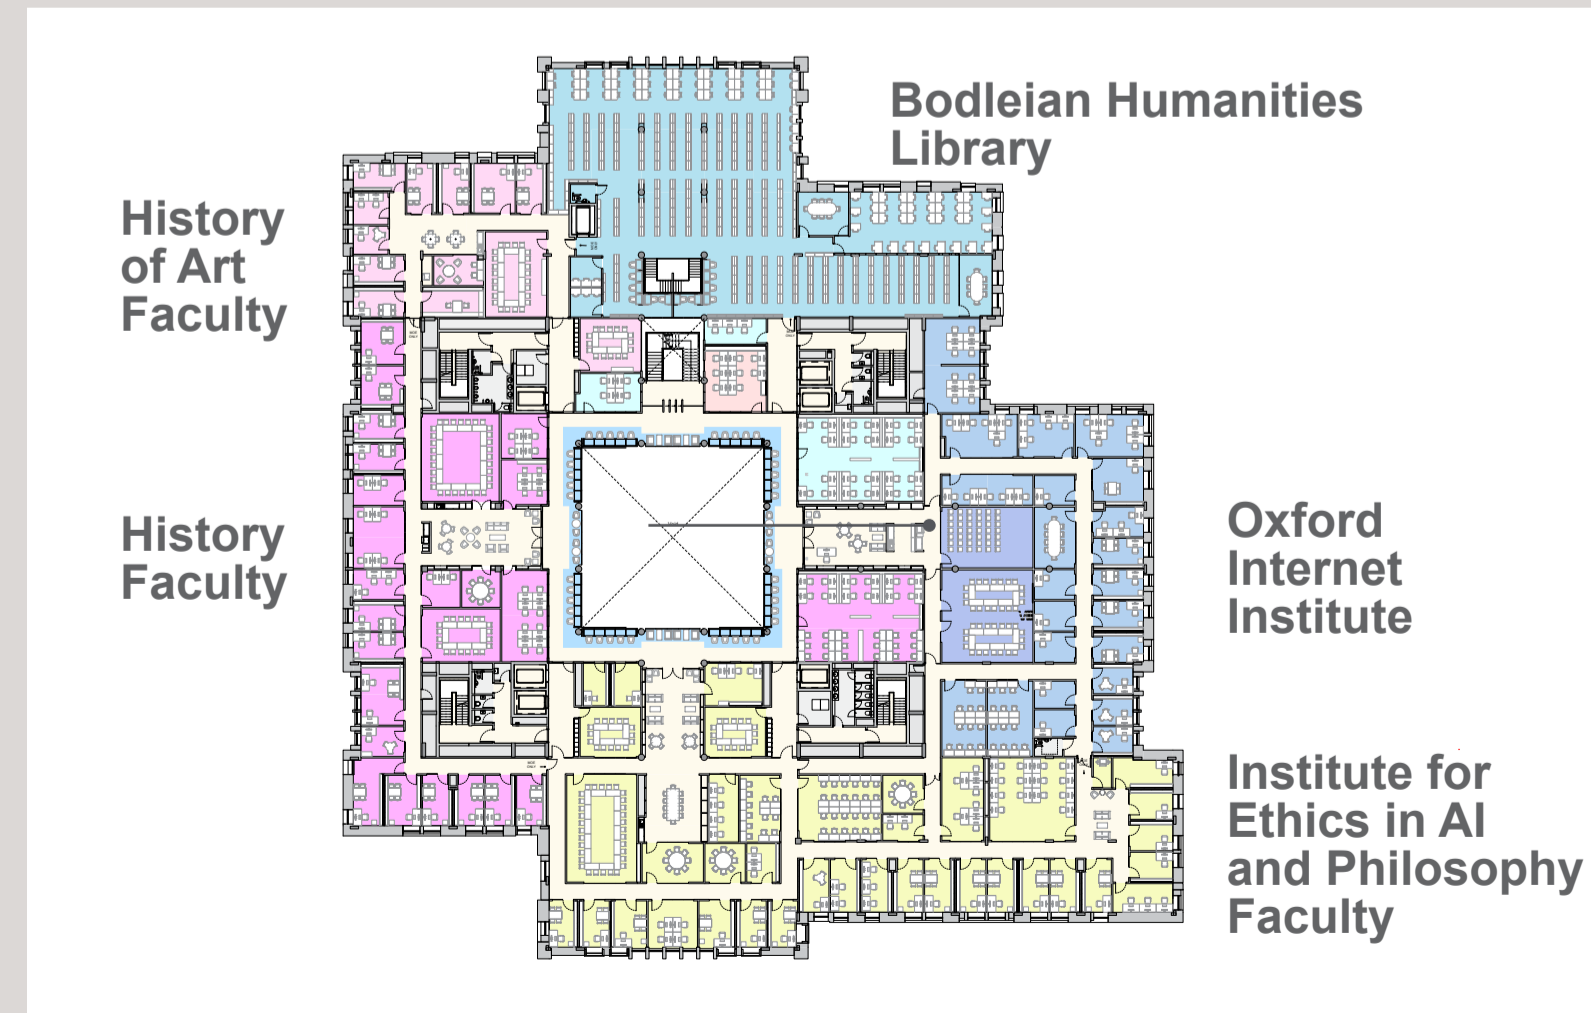 Bodleian Humanities
Library
History
of Art
Faculty
History
Faculty
Oxford
Internet
Institute
Institute for
Ethics in AI
and Philosophy
Faculty